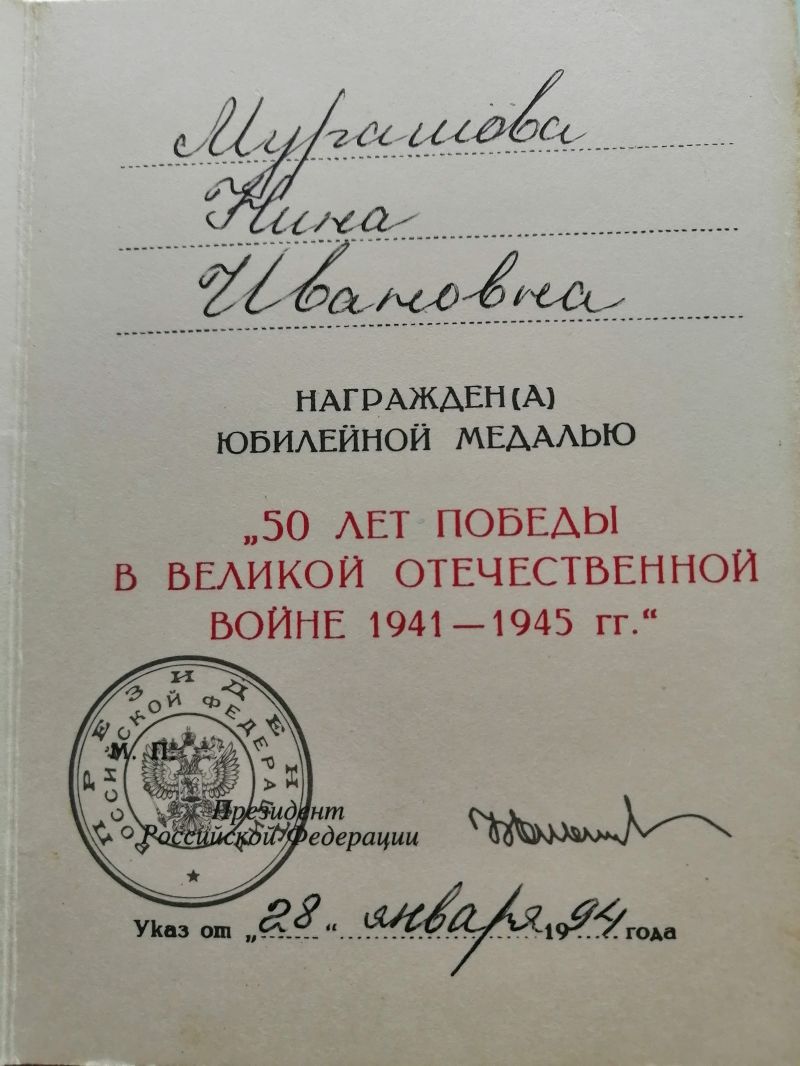 Мурашова
Нина
Ивановна
НАГРАЖДЕН(А)
ЮБИЛЕЙНОЙ МЕДАЛЬЮ
„50 ЛЕТ ПОБЕДЫ
В ВЕЛИКОЙ ОТЕЧЕСТВЕННОЙ
ВОЙНЕ 1941—1945 гг.“
ПРЕЗИДЕНТ
РОССИЙСКОЙ ФЕДЕРАЦИИ
М. П.
Президент
Российской Федерации
Указ от „28“ января 1994 года